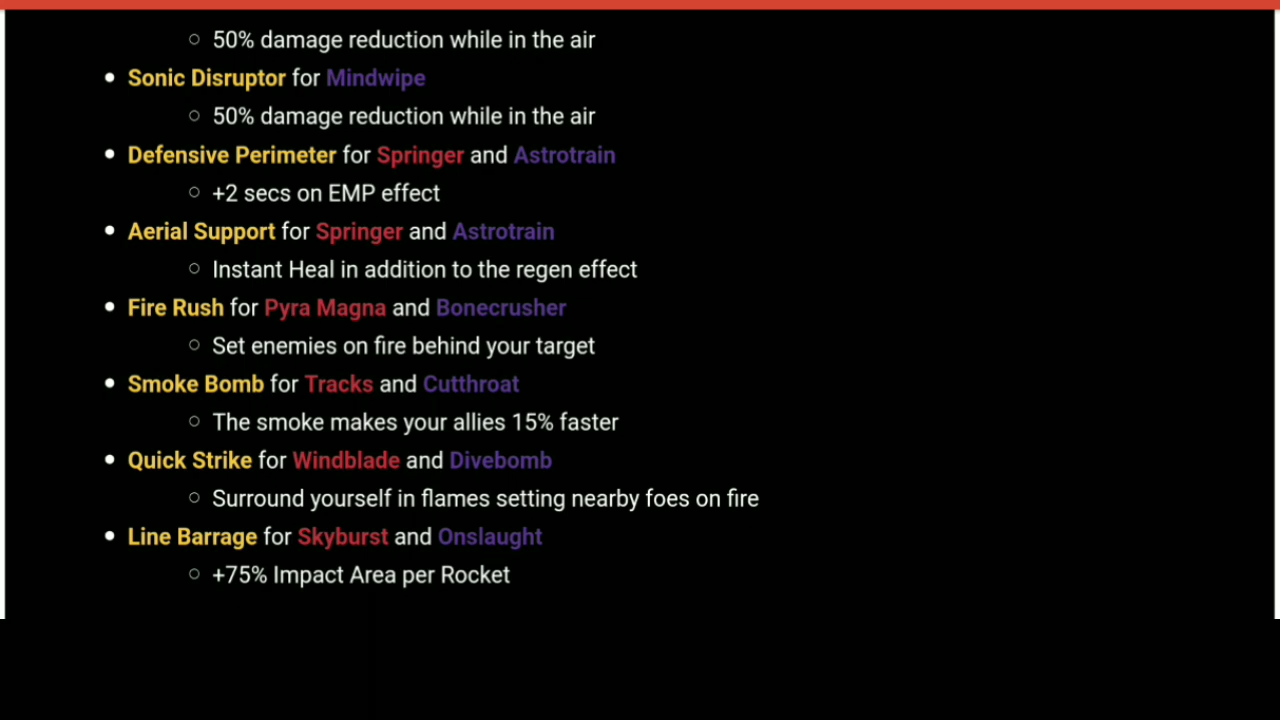 ○ 50% damage reduction while in the air
• Sonic Disruptor for Mindwipe
○ 50% damage reduction while in the air
• Defensive Perimeter for Springer and Astrotrain
○ +2 secs on EMP effect
• Aerial Support for Springer and Astrotrain
○ Instant Heal in addition to the regen effect
• Fire Rush for Pyra Magna and Bonecrusher
○ Set enemies on fire behind your target
• Smoke Bomb for Tracks and Cutthroat
○ The smoke makes your allies 15% faster
• Quick Strike for Windblade and Divebomb
○ Surround yourself in flames setting nearby foes on fire
• Line Barrage for Skyburst and Onslaught
○ +75% Impact Area per Rocket